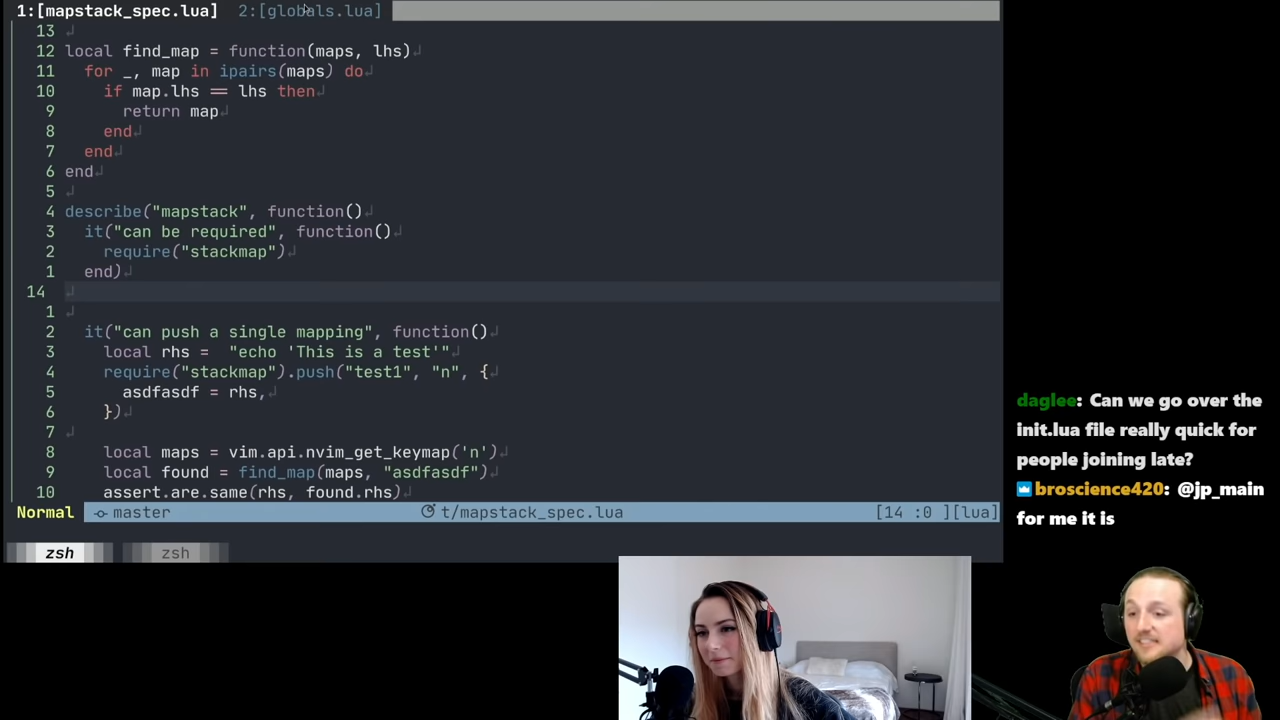 1:[mapstack_spec.lua] 2:[globals.lua]
13
12 local find_map = function(maps, lhs)
11 for _, map in ipairs(maps) do
10 if map.lhs == lhs then
9 return map
8 end
7 end
6 end
5
4 describe("mapstack", function()
3 it("can be required", function()
2 require("stackmap")
1 end)
14
1
2 it("can push a single mapping", function()
3 local rhs = "echo 'This is a test'"
4 require("stackmap").push("test1", "n", {
5 asdfasdf = rhs,
6 })
7
8 local maps = vim.api.nvim_get_keymap('n')
9 local found = find_map(maps, "asdfasdf")
10 assert.are.same(rhs, found.rhs)
Normal master t/mapstack_spec.lua [14 :0 ][lua]
zsh zsh
daglee: Can we go over the
init.lua file really quick for
people joining late?
broscience420: @jp_main
for me it is